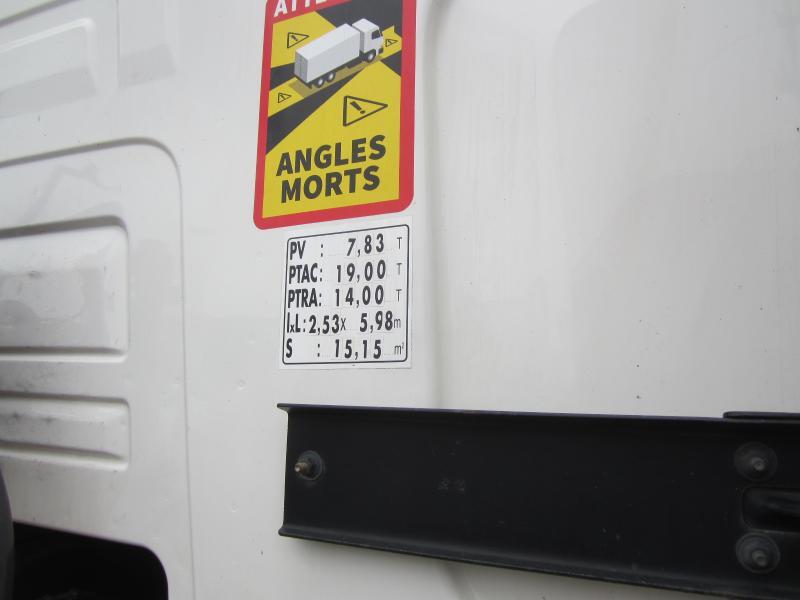 ANGLES
MORTS
PV : 7,83 T
PTAC: 19,00 T
PTRA: 14,00 T
lxL: 2,53x 5,98m
S : 15,15 m²